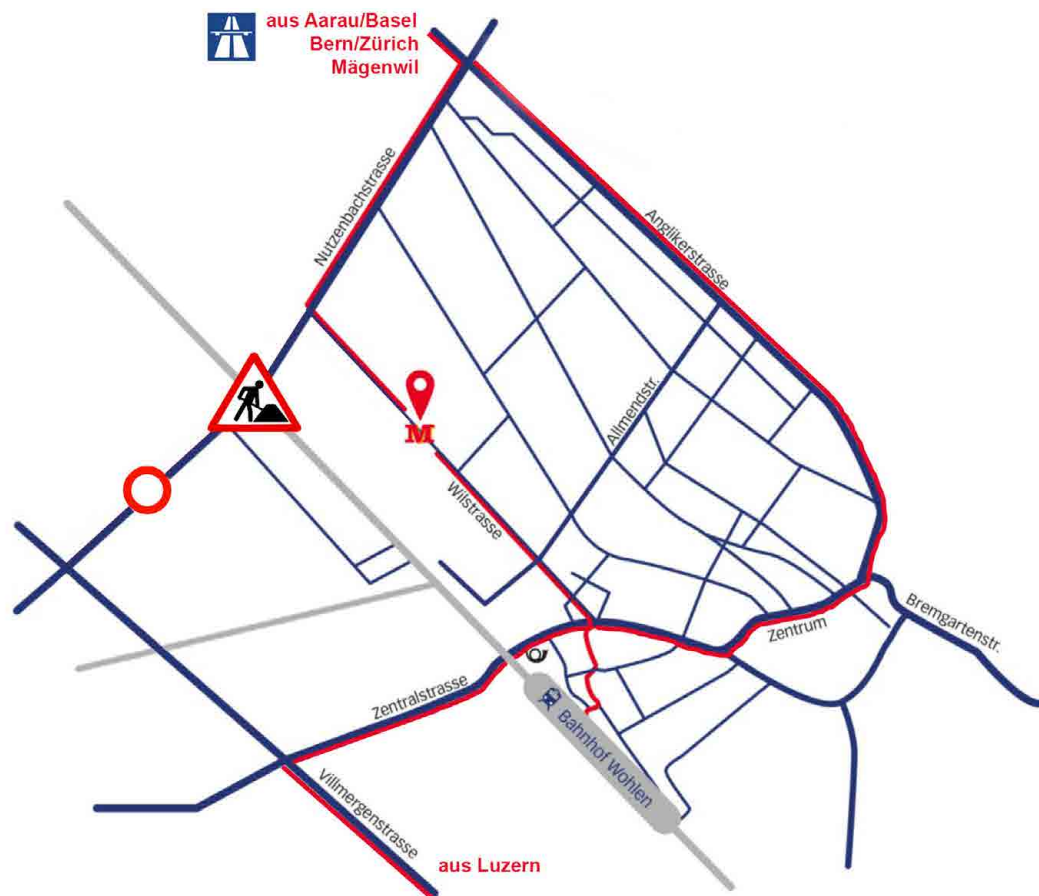 aus Aarau/Basel
Bern/Zürich
Mägenwil
Nutzenbachstrasse
Anglikerstrasse
Allmendstr.
M
Wilstrasse
Bremgartenstr.
Zentrum
Zentralstrasse
Bahnhof Wohlen
Villmergenstrasse
aus Luzern